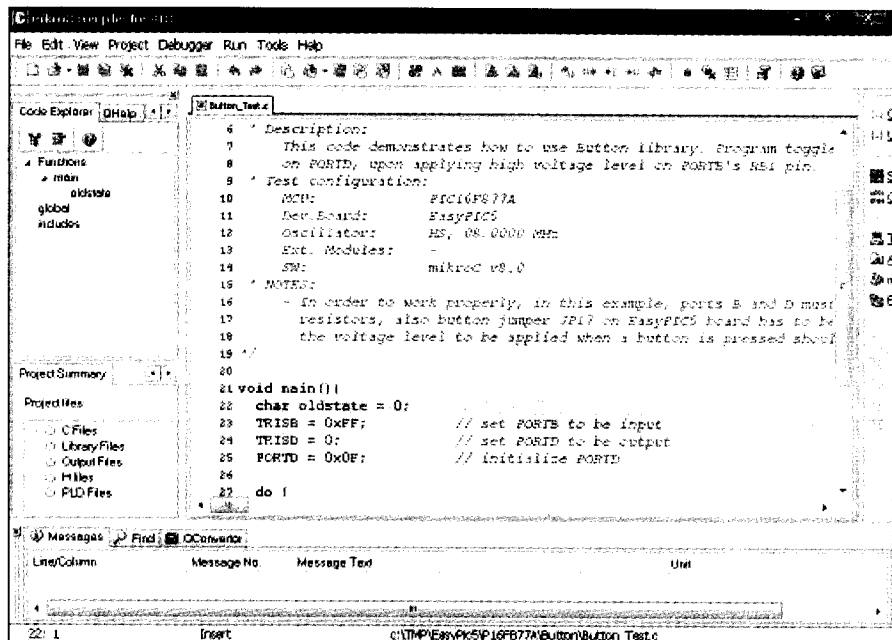 mikroC compiler for PIC
File Edit View Project Debugger Run Tools Help
Code Explorer QHelp
Button_Test.c
Functions
main
oldstate
global
includes
6 * Description:
7 This code demonstrates how to use Button library. Program toggle
8 on PORTD, upon applying high voltage level on PORTB's RB1 pin.
9 * Test configuration:
10 MCU: PIC16F877A
11 Dev.Board: EasyPIC5
12 Oscillator: HS, 08.0000 MHz
13 Ext. Modules: -
14 SW: mikroC v8.0
15 * NOTES:
16 - In order to work properly, in this example, ports B and D must
17 resistors, also button jumper JP17 on EasyPIC5 board has to be
18 the voltage level to be applied when a button is pressed shoul
19 */
20
21 void main(){
22 char oldstate = 0;
23 TRISB = 0xFF; // set PORTB to be input
24 TRISD = 0; // set PORTD to be output
25 PORTD = 0x0F; // initialize PORTD
26
27 do {
Project Summary
Project files
C Files
Library Files
Output Files
H files
PLD Files
Messages Find QConvertor
Line/Column Message No. Message Text Unit
22: 1 Insert c:\TMP\EasyPic5\P16F877A\Button\Button_Test.c